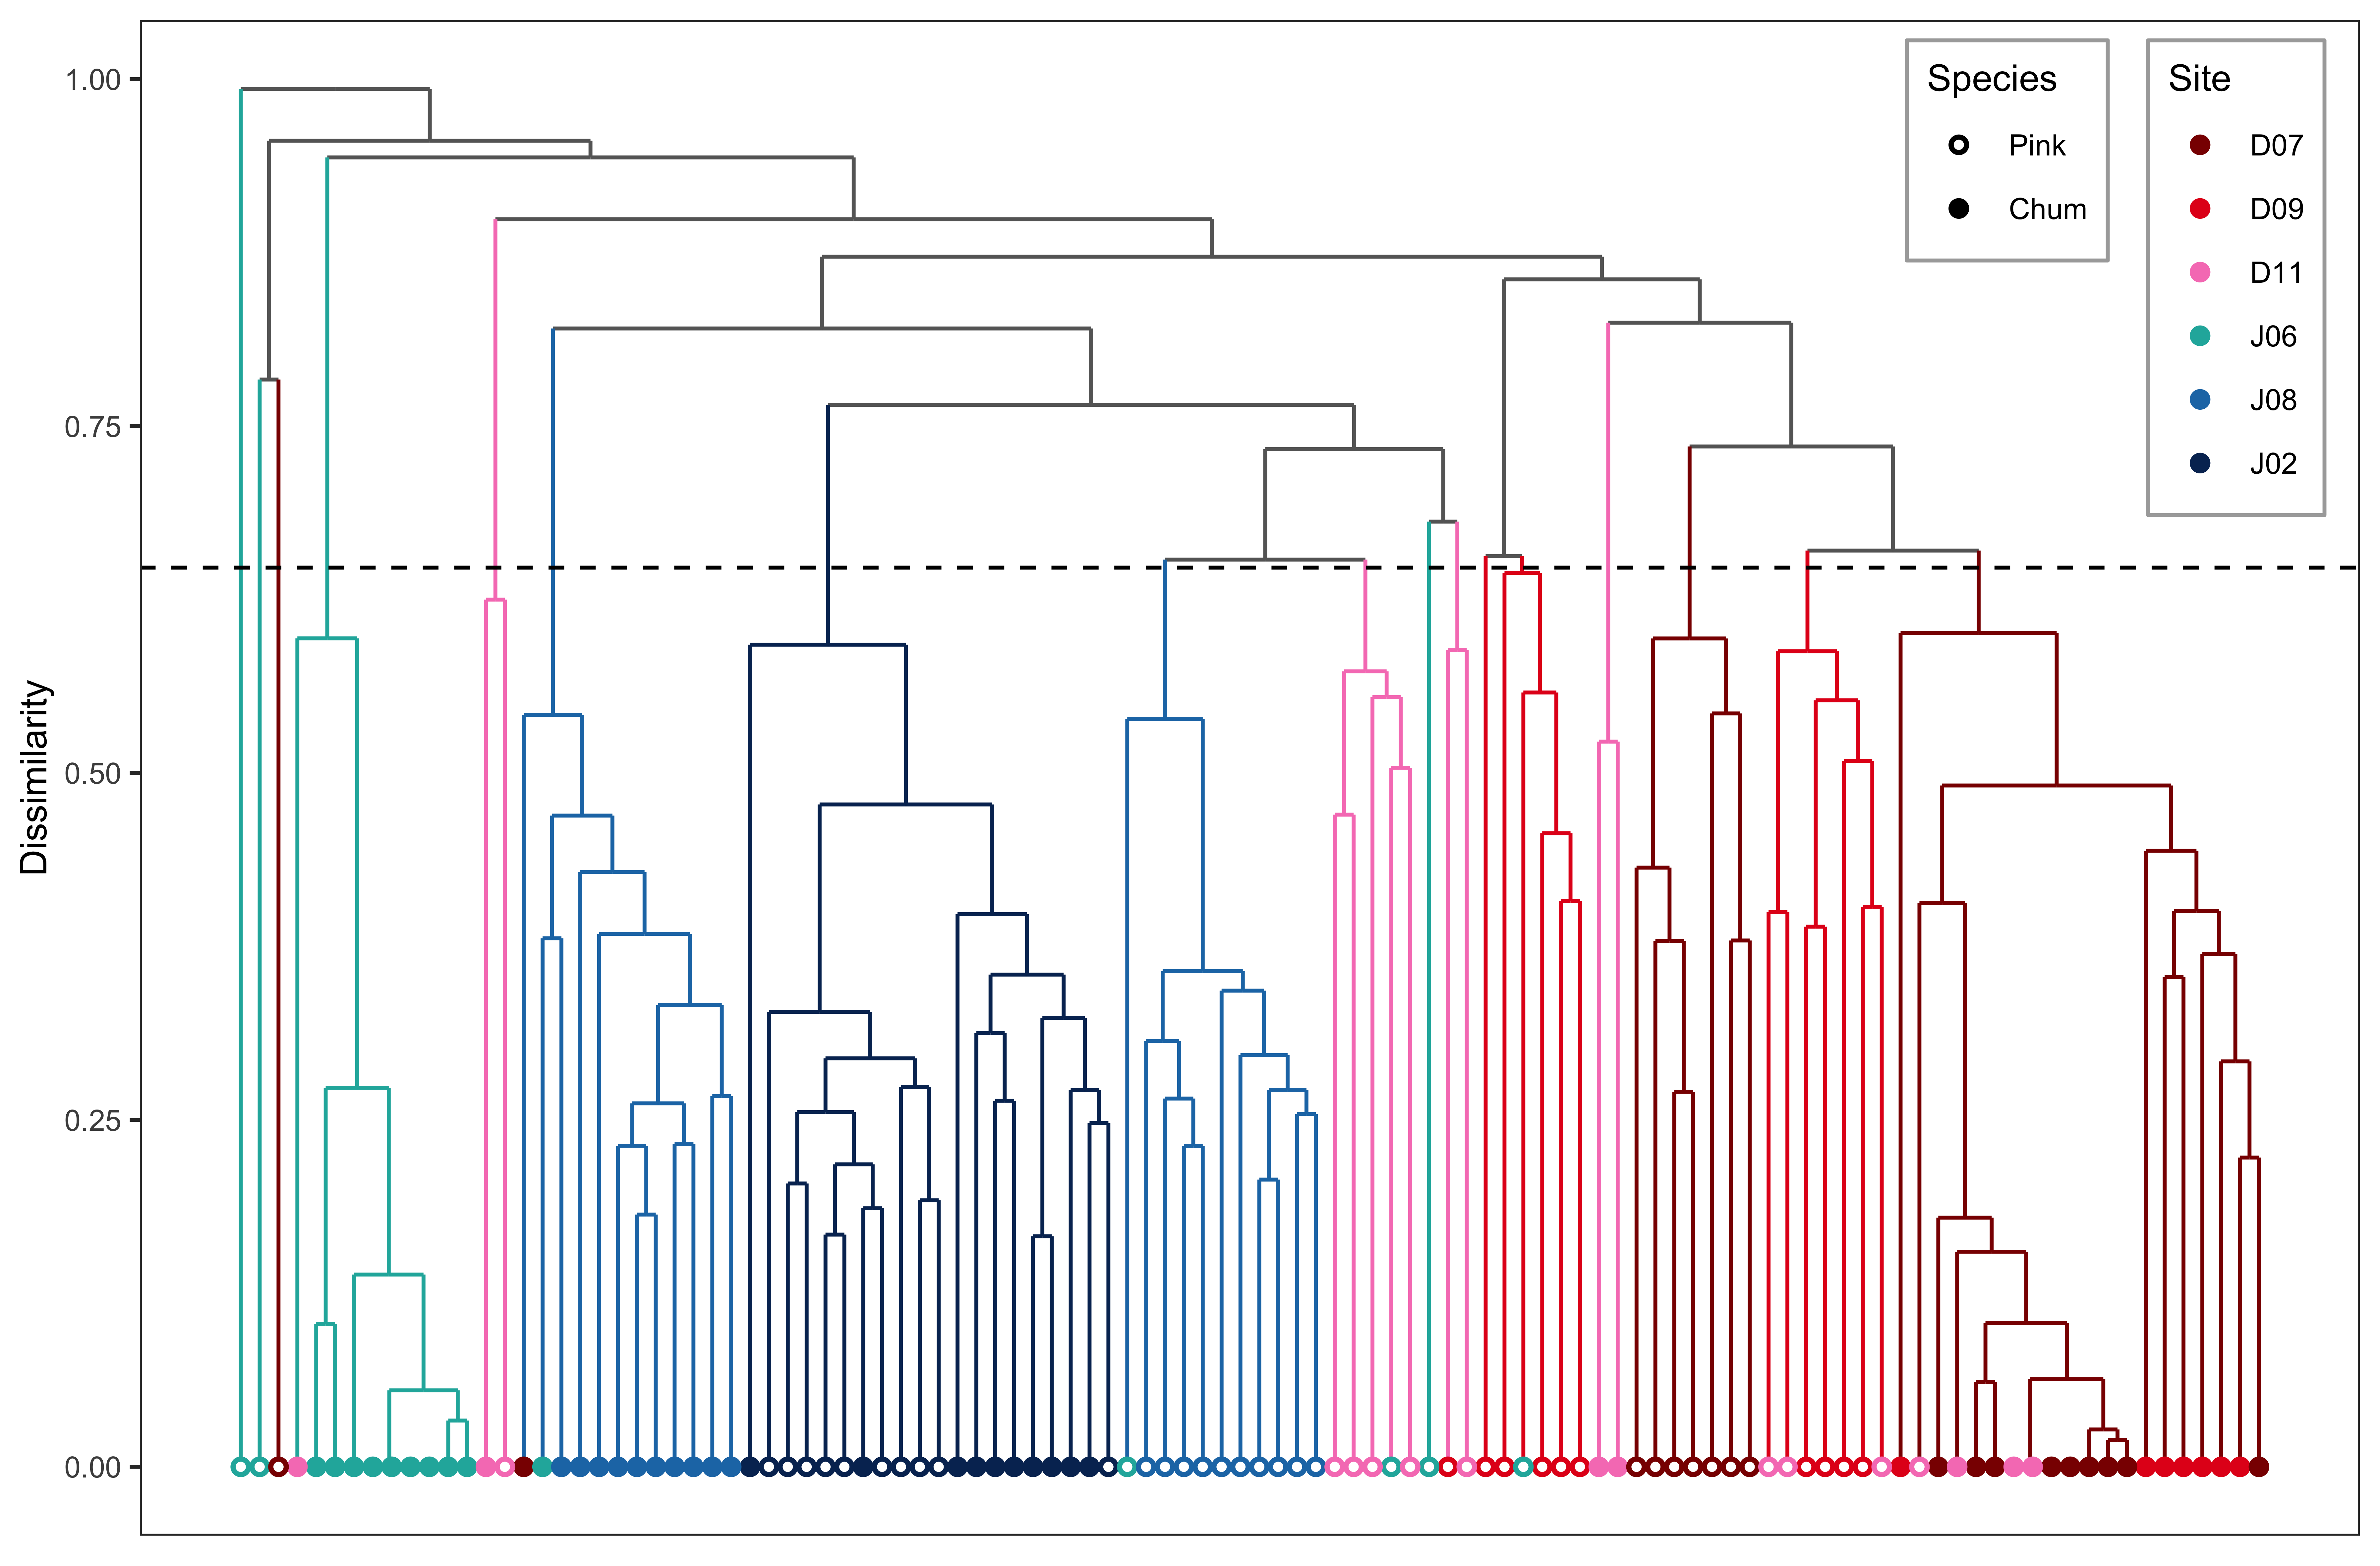 Dissimilarity
1.00
0.75
0.50
0.25
0.00
Species
Pink
Chum
Site
D07
D09
D11
J06
J08
J02